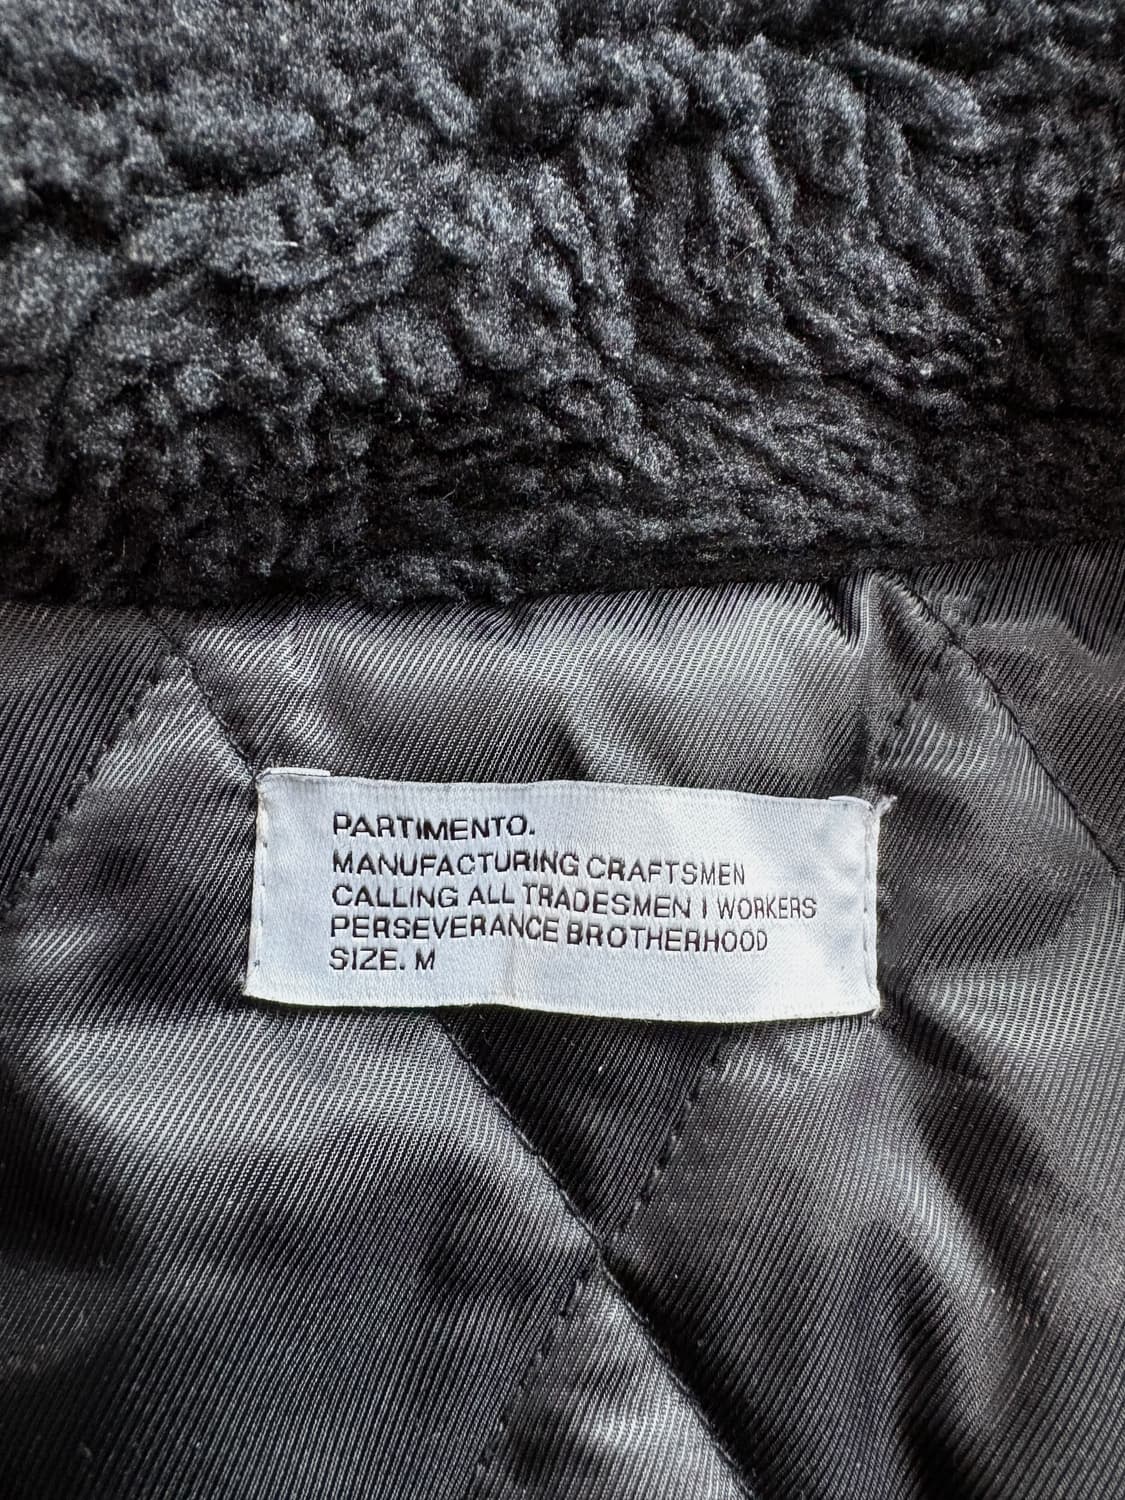 PARTIMENTO.
MANUFACTURING CRAFTSMEN
CALLING ALL TRADESMEN | WORKERS
PERSEVERANCE BROTHERHOOD
SIZE. M